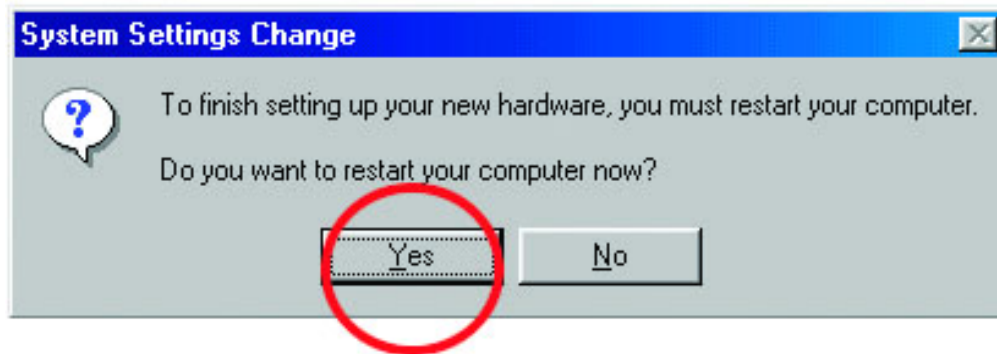 System Settings Change
To finish setting up your new hardware, you must restart your computer.
Do you want to restart your computer now?
Yes
No